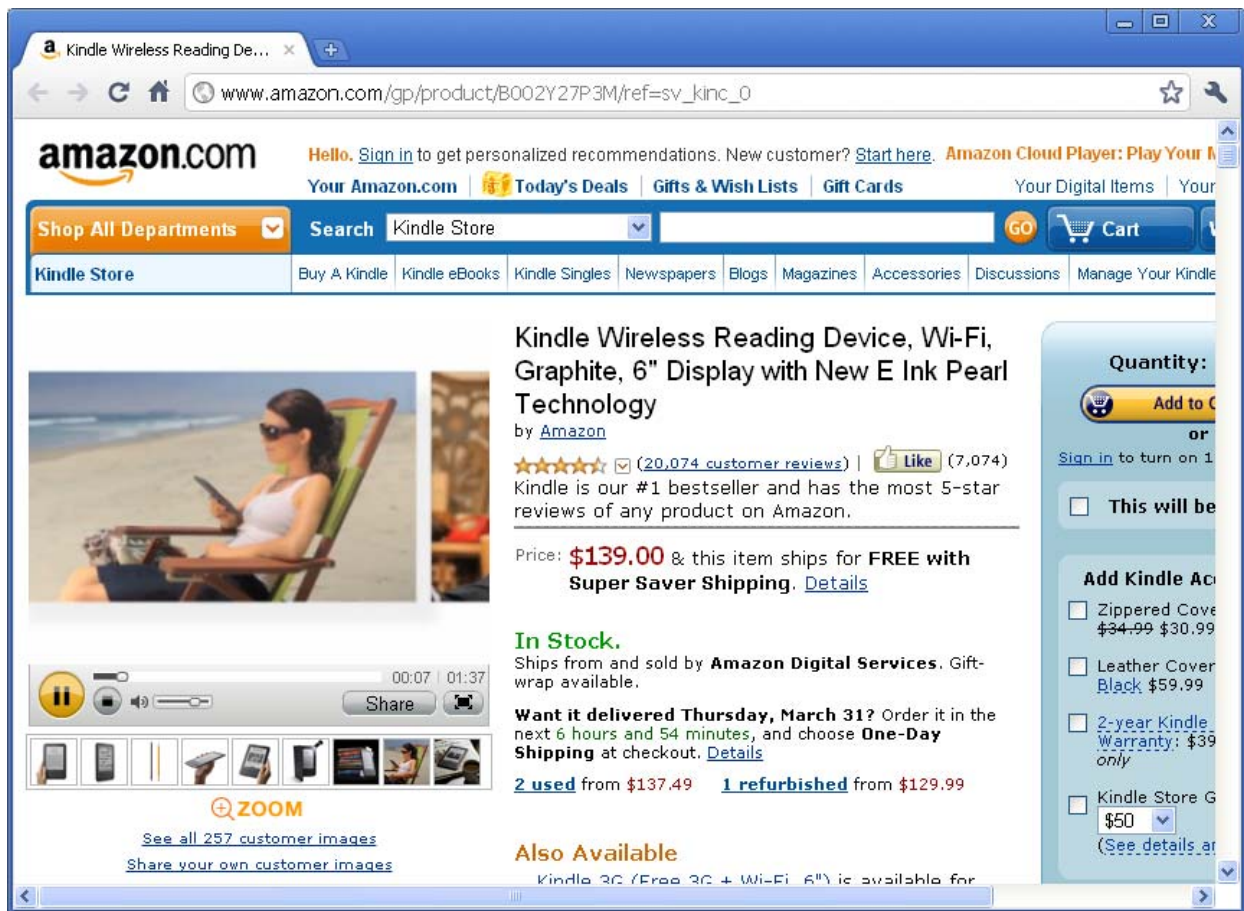 Kindle Wireless Reading De...
www.amazon.com/gp/product/B002Y27P3M/ref=sv_kinc_0
amazon.com
Hello. Sign in to get personalized recommendations. New customer? Start here. Amazon Cloud Player: Play Your
Your Amazon.com | Today's Deals | Gifts & Wish Lists | Gift Cards Your Digital Items | Your
Shop All Departments Search Kindle Store GO Cart
Kindle Store Buy A Kindle Kindle eBooks Kindle Singles Newspapers Blogs Magazines Accessories Discussions Manage Your Kindle
Kindle Wireless Reading Device, Wi-Fi,
Graphite, 6" Display with New E Ink Pearl
Technology
by Amazon
(20,074 customer reviews) | Like (7,074)
Kindle is our #1 bestseller and has the most 5-star
reviews of any product on Amazon.
Price: $139.00 & this item ships for FREE with
Super Saver Shipping. Details
In Stock.
Ships from and sold by Amazon Digital Services. Gift-
wrap available.
Want it delivered Thursday, March 31? Order it in the
next 6 hours and 54 minutes, and choose One-Day
Shipping at checkout. Details
2 used from $137.49 1 refurbished from $129.99
Also Available
Kindle 3G (Free 3G + Wi-Fi, 6") is available for
00:07 | 01:37
Share
ZOOM
See all 257 customer images
Share your own customer images
Quantity:
Add to
or
Sign in to turn on 1
This will be
Add Kindle
Zippered
$34.99 $30.99
Leather Cover
Black $59.99
2-year Kindle
Warranty: $39
only
Kindle Store
$50
(See details